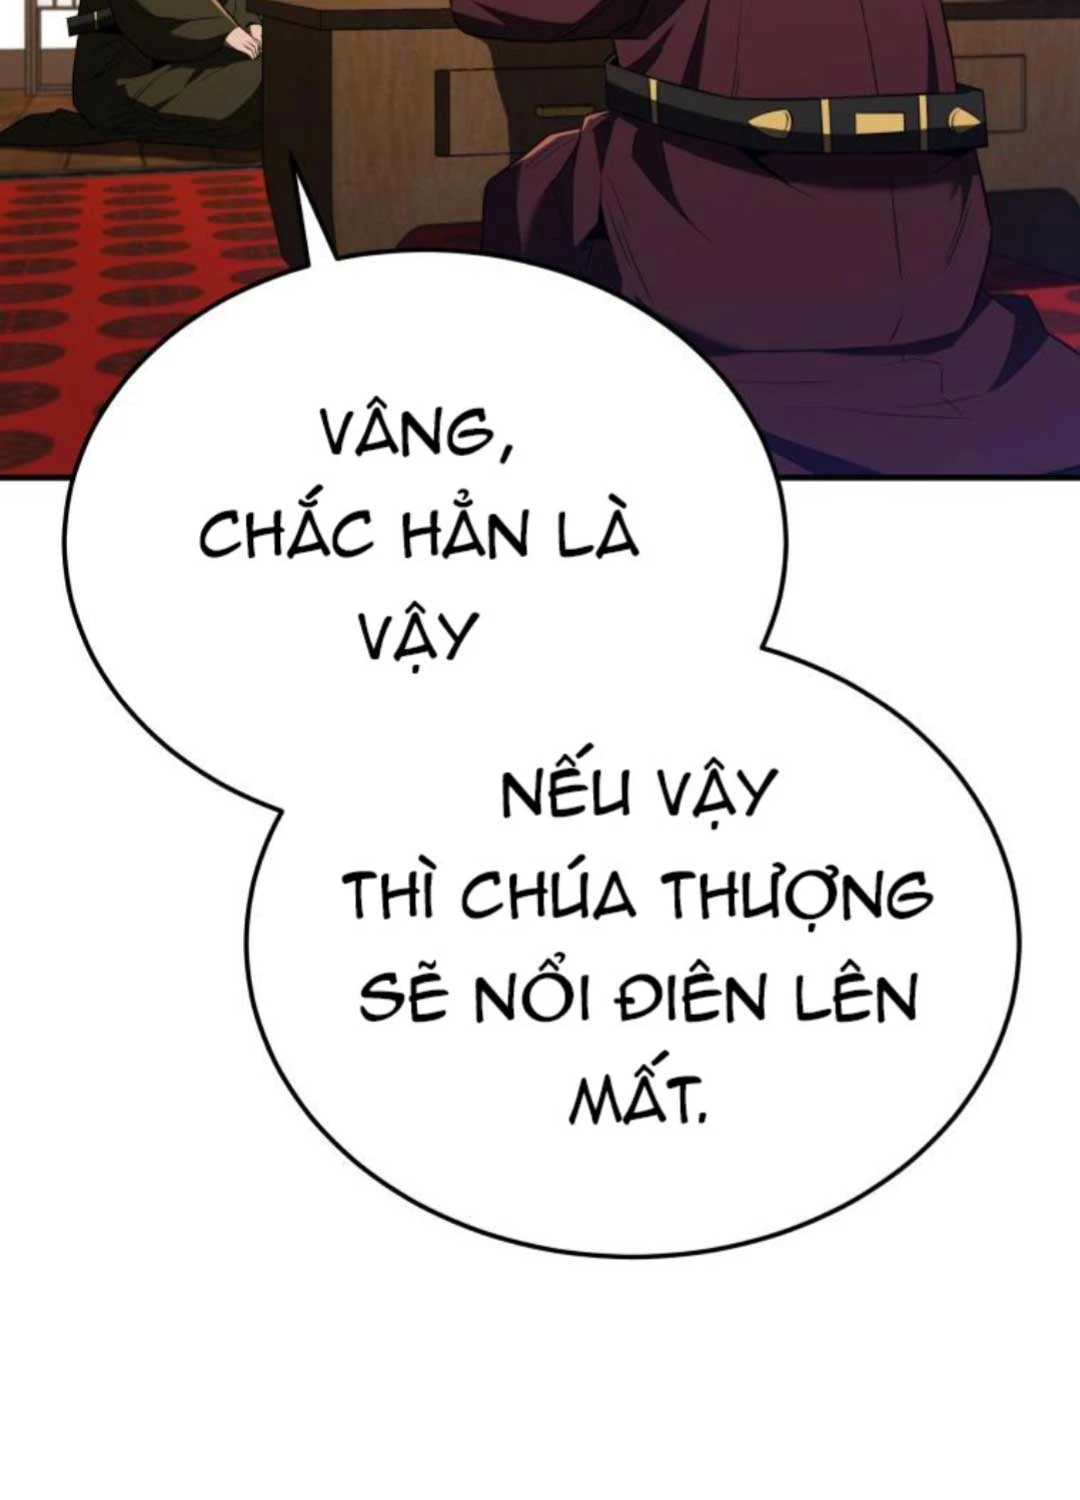 VÂNG,
CHẮC HẲN LÀ
VẬY
NẾU VẬY
THÌ CHÚA THƯỢNG
SẼ NỔI ĐIÊN LÊN
MẤT.